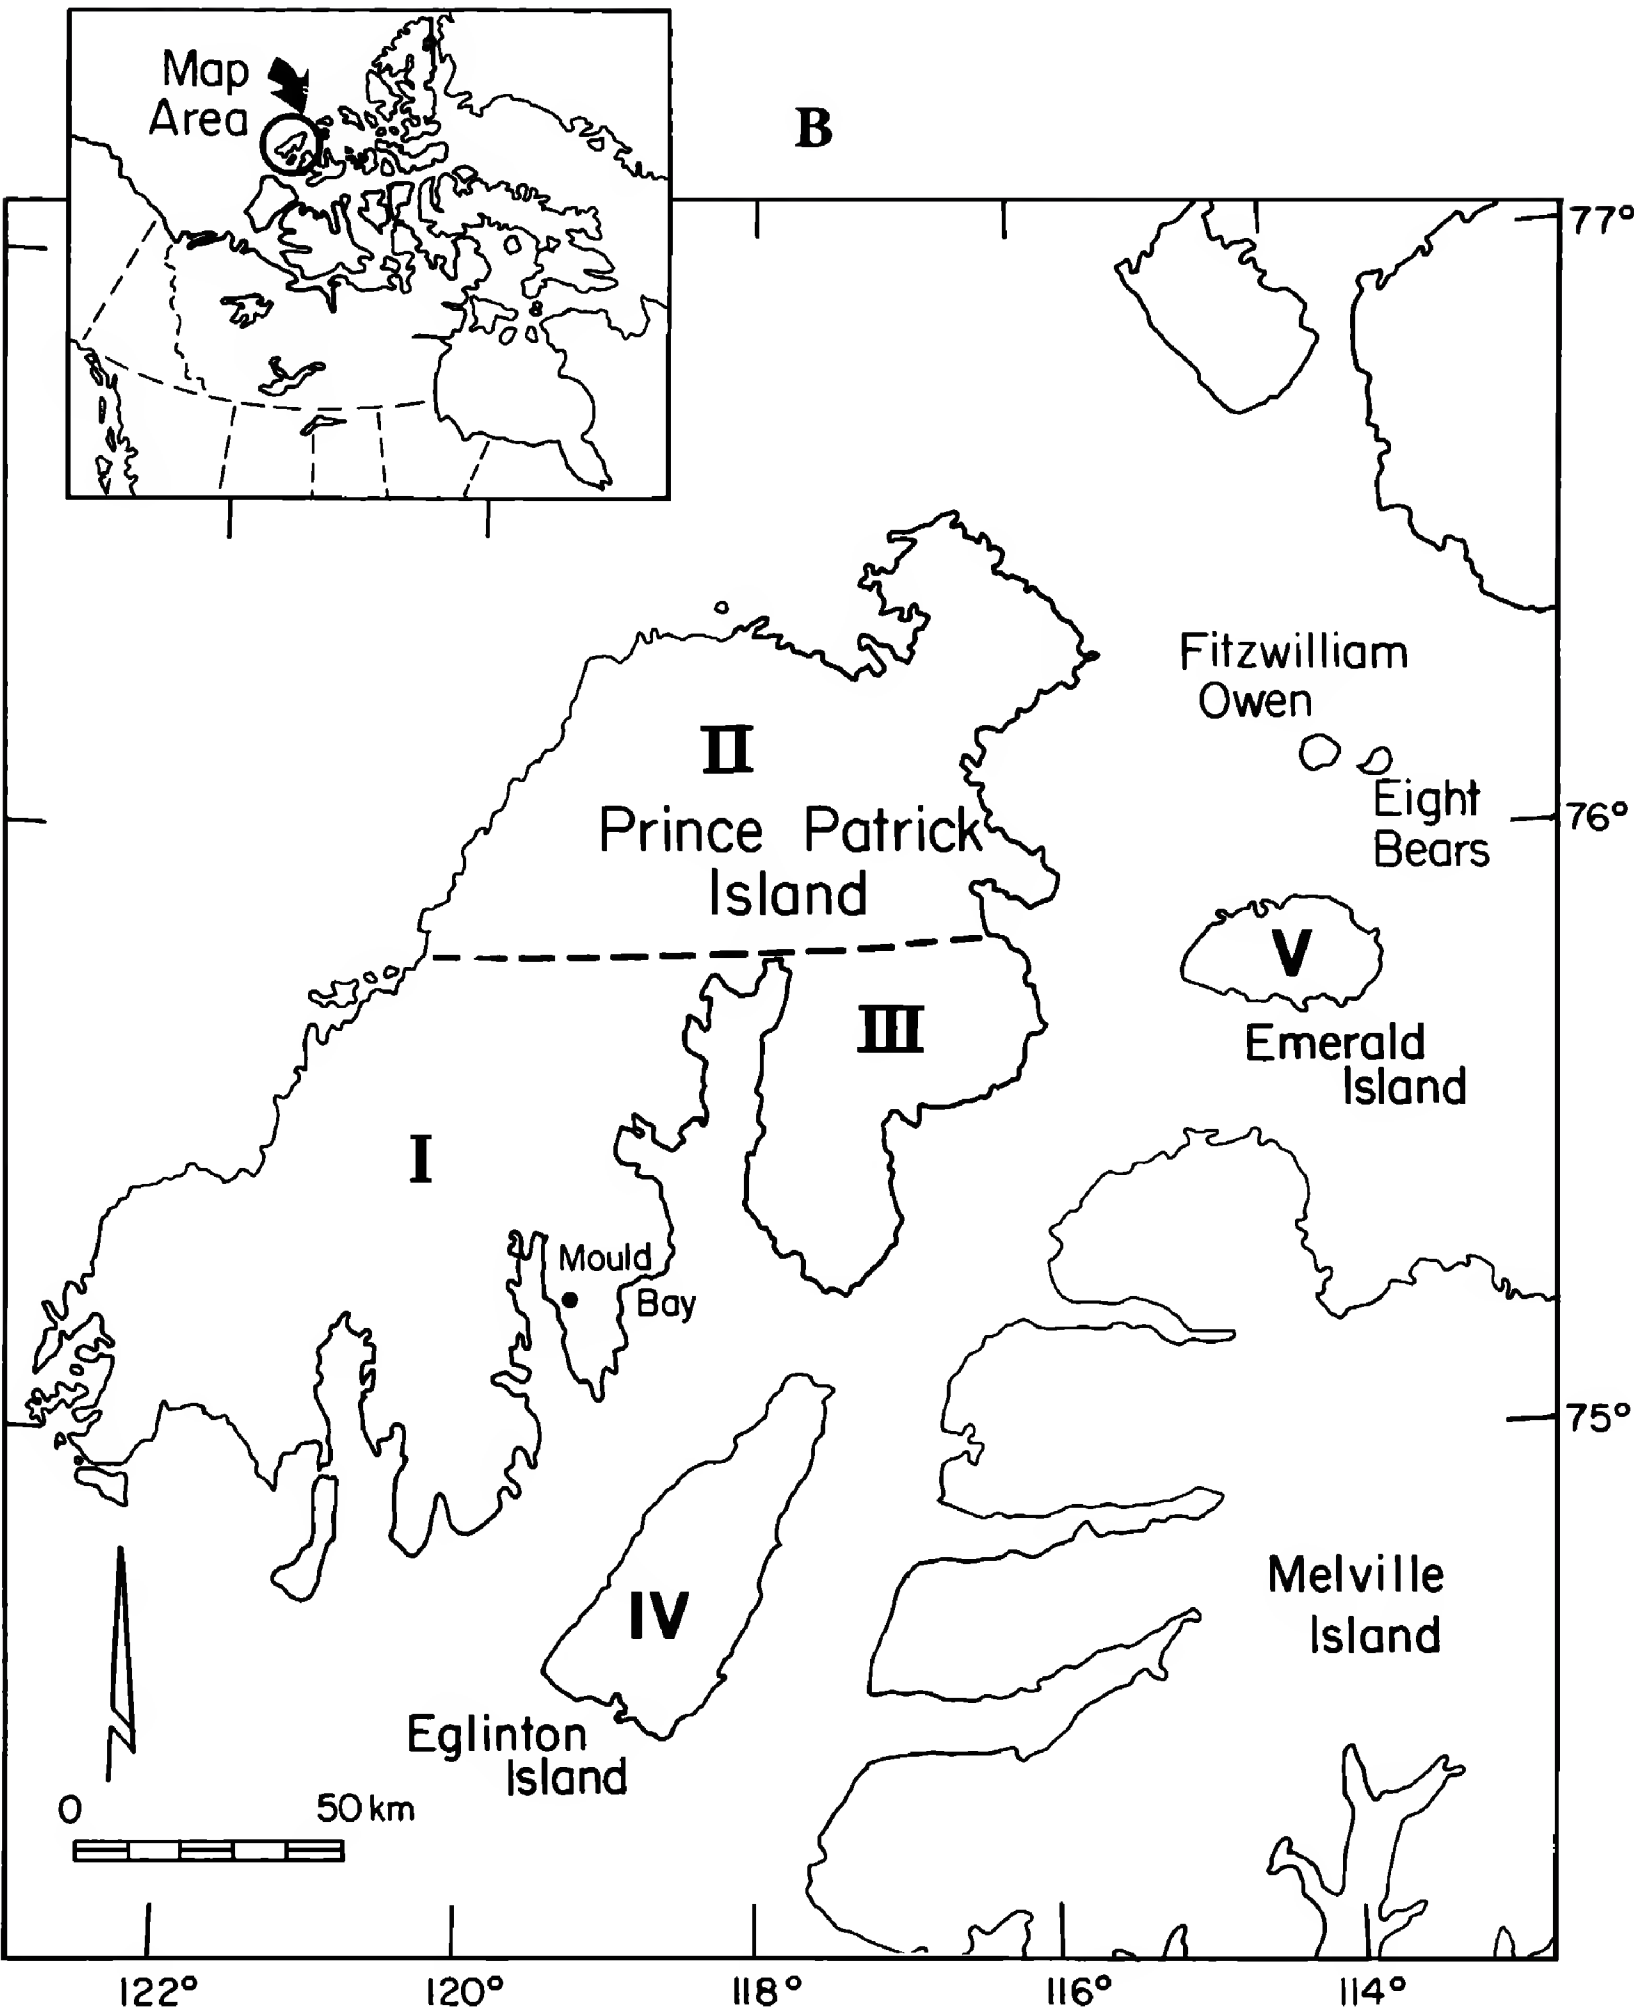 Map
Area
B
77°
Fitzwilliam
Owen
II
Prince Patrick
Island
Eight
Bears
76°
V
III
Emerald
Island
I
Mould
Bay
75°
Melville
Island
IV
Eglinton
Island
0 50 km
122° 120° 118° 116° 114°